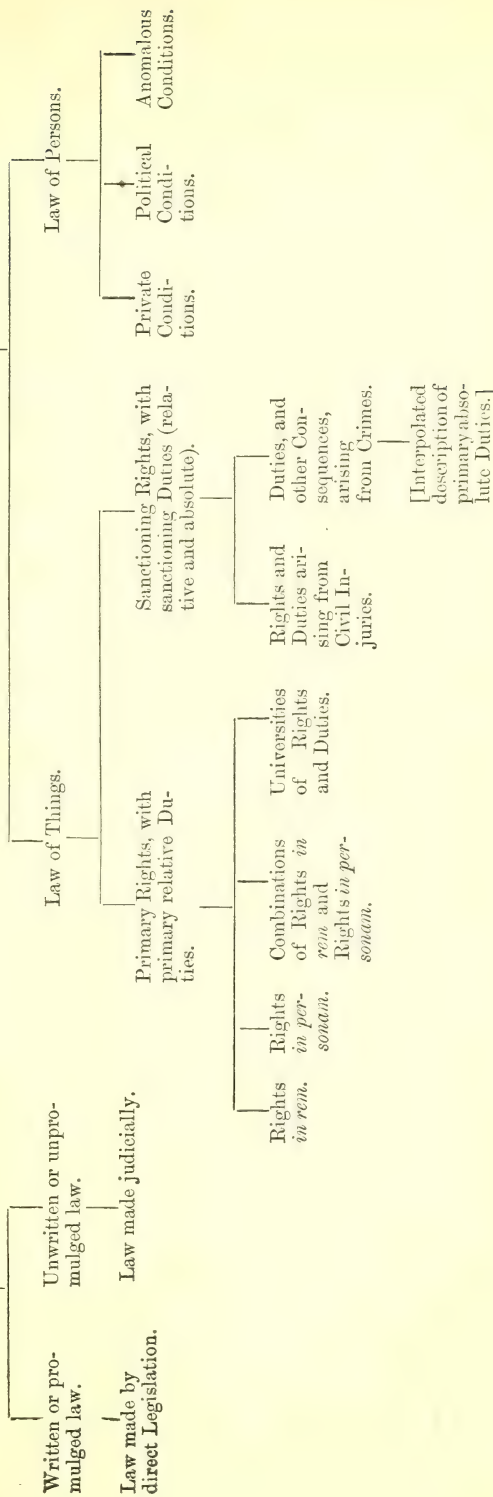 Written or pro-
mulged law.
Law made by
direct Legislation.
Unwritten or unpro-
mulged law.
Law made judicially.
Law of Things.
Primary Rights, with
primary relative Du-
ties.
Rights
in rem.
Rights
in per-
sonam.
Combinations
of Rights in
rem and
Rights in per-
sonam.
Universities
of Rights
and Duties.
Sanctioning Rights, with
sanctioning Duties (rela-
tive and absolute).
Rights and
Duties ari-
sing from
Civil In-
juries.
Duties, and
other Con-
sequences,
arising
from Crimes.
[Interpolated
description of
primary abso-
lute Duties.]
Law of Persons.
Private
Condi-
tions.
Political
Condi-
tions.
Anomalous
Conditions.